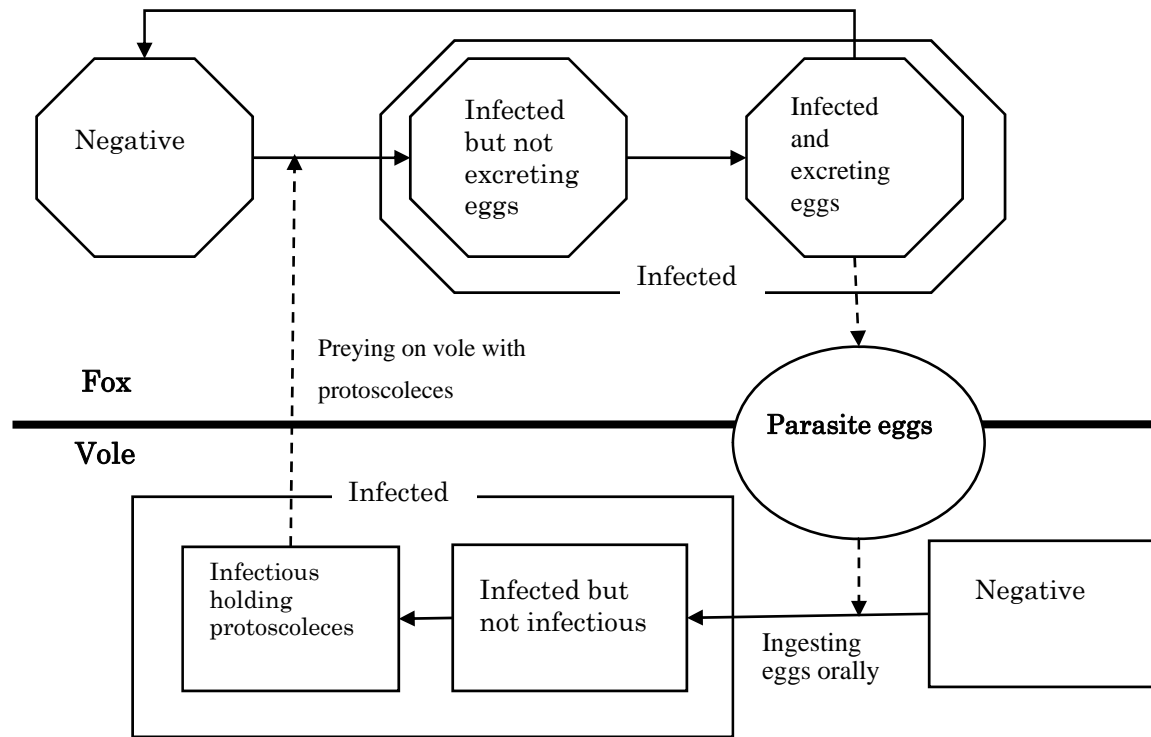 Negative
Infected
but not
excreting
eggs
Infected
and
excreting
eggs
Infected
Preying on vole with
protoscoleces
Fox
Vole
Parasite eggs
Infected
Infectious
holding
protoscoleces
Infected but
not infectious
Ingesting
eggs orally
Negative